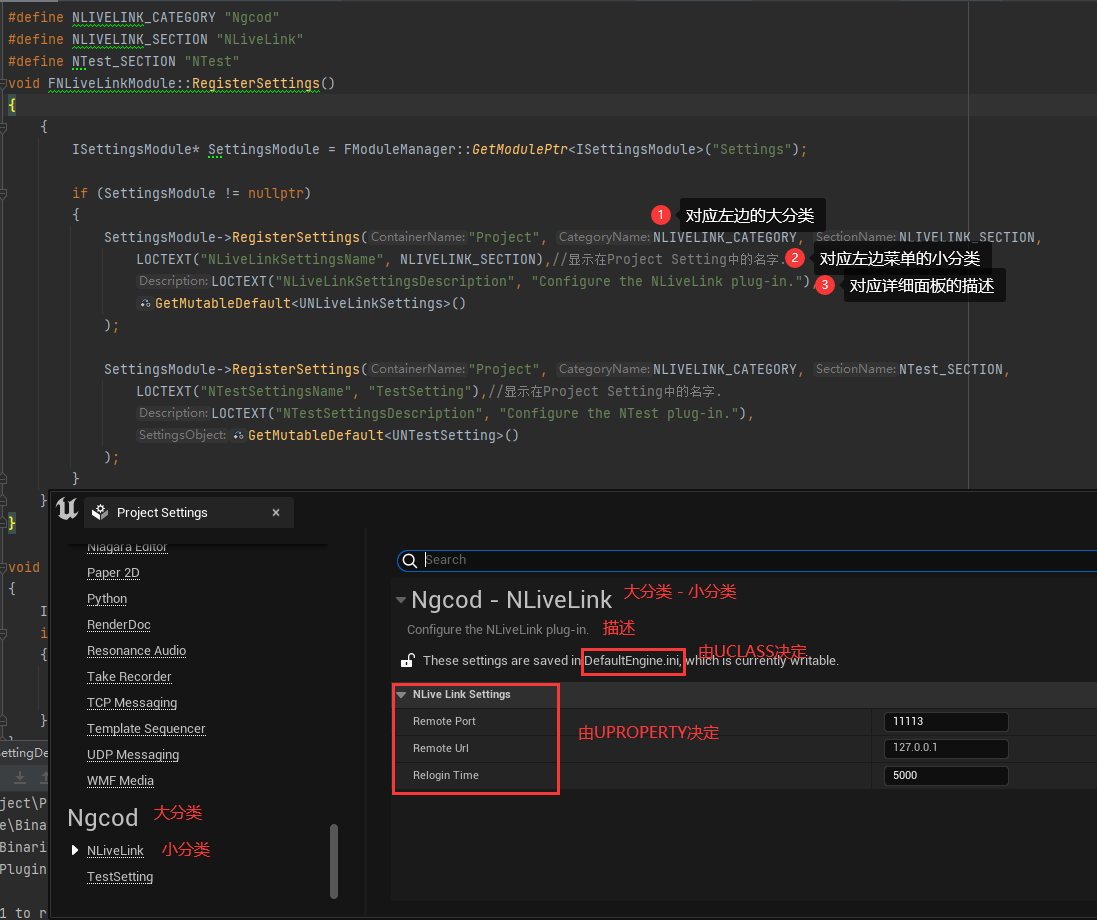 #define NLIVELINK_CATEGORY "Ngcod"
#define NLIVELINK_SECTION "NLiveLink"
#define NTest_SECTION "NTest"
void FNLiveLinkModule::RegisterSettings()
{
{
ISettingsModule* SettingsModule = FModuleManager::GetModulePtr<ISettingsModule>("Settings");
if (SettingsModule != nullptr)
{
1 对应左边的大分类
SettingsModule->RegisterSettings( ContainerName: "Project", CategoryName: NLIVELINK_CATEGORY, SectionName: NLIVELINK_SECTION,
LOCTEXT("NLiveLinkSettingsName", NLIVELINK_SECTION),//显示在Project Setting中的名字. 2 对应左边菜单的小分类
Description: LOCTEXT("NLiveLinkSettingsDescription", "Configure the NLiveLink plug-in."), 3 对应详细面板的描述
GetMutableDefault<UNLiveLinkSettings>()
);
SettingsModule->RegisterSettings( ContainerName: "Project", CategoryName: NLIVELINK_CATEGORY, SectionName: NTest_SECTION,
LOCTEXT("NTestSettingsName", "TestSetting"),//显示在Project Setting中的名字.
Description: LOCTEXT("NTestSettingsDescription", "Configure the NTest plug-in."),
SettingsObject: GetMutableDefault<UNTestSetting>()
);
}
}
}
void
{
I
i
{
}
ettingDe
ject\P
e\Bina
Binari
Plugin
1 to r
Project Settings
Niagara Editor
Paper 2D
Python
RenderDoc
Resonance Audio
Take Recorder
TCP Messaging
Template Sequencer
UDP Messaging
WMF Media
Ngcod 大分类
NLiveLink 小分类
TestSetting
Search
Ngcod - NLiveLink 大分类 - 小分类
Configure the NLiveLink plug-in. 描述
These settings are saved in DefaultEngine.ini, which is currently writable. 由UCLASS决定
NLive Link Settings
Remote Port 11113
Remote Url 127.0.0.1
Relogin Time 5000
由UPROPERTY决定